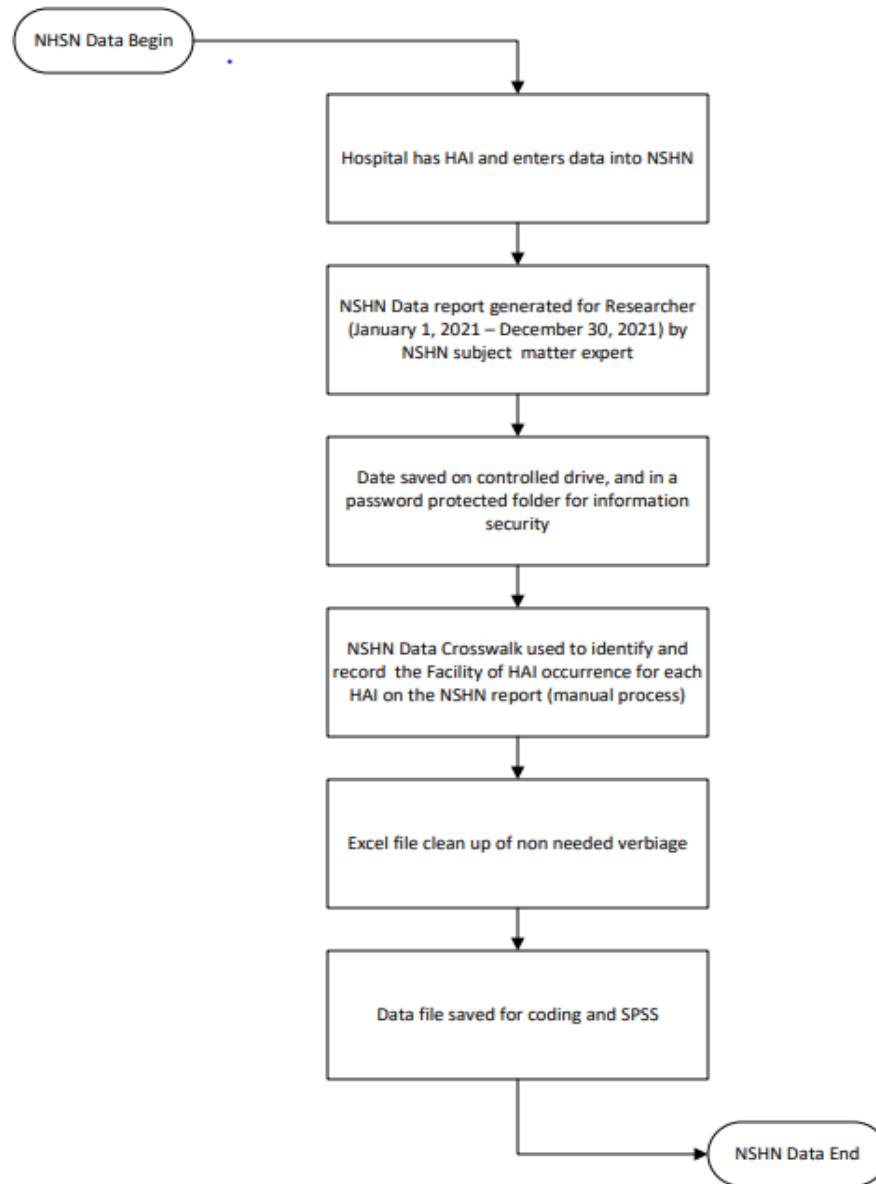 NHSN Data Begin
Hospital has HAI and enters data into NSHN
NSHN Data report generated for Researcher
(January 1, 2021 – December 30, 2021) by
NSHN subject matter expert
Date saved on controlled drive, and in a
password protected folder for information
security
NSHN Data Crosswalk used to identify and
record the Facility of HAI occurrence for each
HAI on the NSHN report (manual process)
Excel file clean up of non needed verbiage
Data file saved for coding and SPSS
NSHN Data End